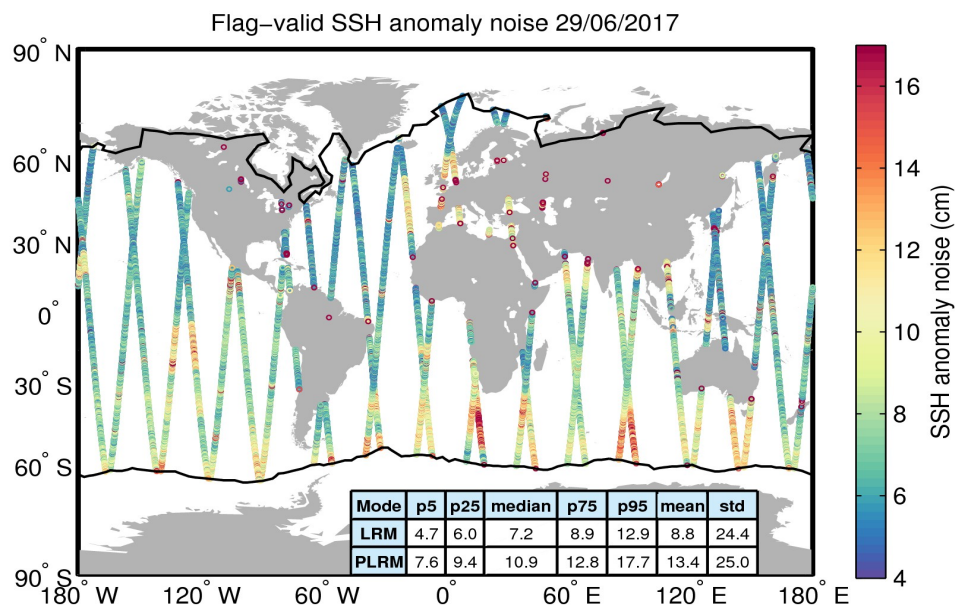 Flag−valid SSH anomaly noise 29/06/2017
90° N
60° N
30° N
0°
30° S
60° S
90° S
180° W
120° W
60° W
0°
60° E
120° E
180° E
Mode p5 p25 median p75 p95 mean std
LRM 4.7 6.0 7.2 8.9 12.9 8.8 24.4
PLRM 7.6 9.4 10.9 12.8 17.7 13.4 25.0
16
14
12
10
8
6
4
SSH anomaly noise (cm)